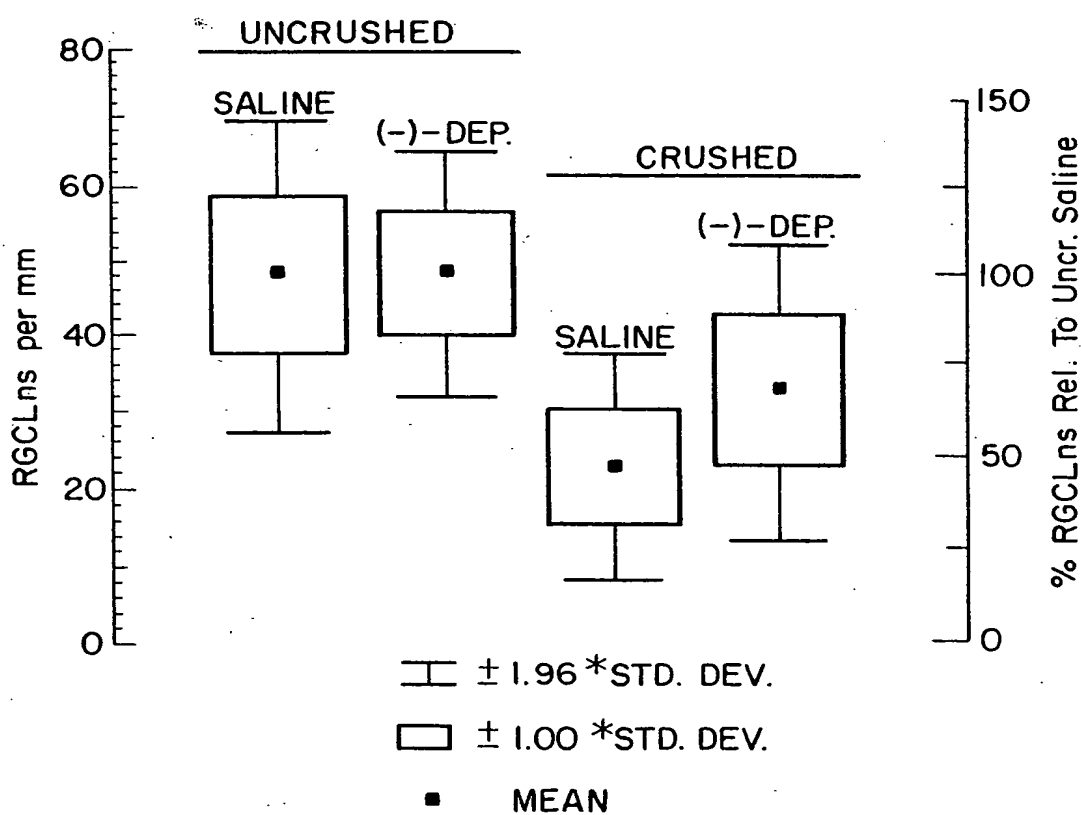 UNCRUSHED
80
SALINE
(-)-DEP.
150
CRUSHED
60
(-)-DEP.
100
40
SALINE
50
20
0
0
RGCLns per mm
% RGCLns Rel. To Uncr. Saline
± 1.96 *STD. DEV.
± 1.00 *STD. DEV.
MEAN